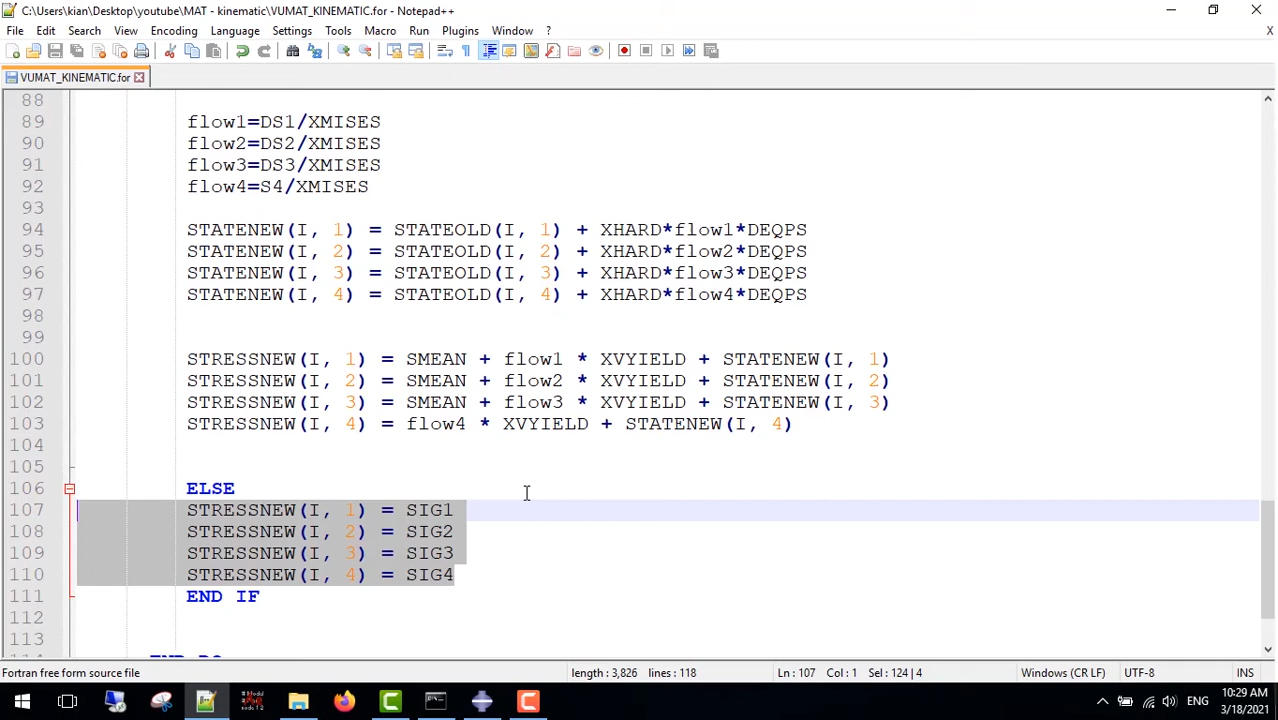 C:\Users\kian\Desktop\youtube\MAT - kinematic\VUMAT_KINEMATIC.for - Notepad++
File Edit Search View Encoding Language Settings Tools Macro Run Plugins Window ? X
VUMAT_KINEMATIC.for
88
89 flow1=DS1/XMISES
90 flow2=DS2/XMISES
91 flow3=DS3/XMISES
92 flow4=S4/XMISES
93
94 STATENEW(I, 1) = STATEOLD(I, 1) + XHARD*flow1*DEQPS
95 STATENEW(I, 2) = STATEOLD(I, 2) + XHARD*flow2*DEQPS
96 STATENEW(I, 3) = STATEOLD(I, 3) + XHARD*flow3*DEQPS
97 STATENEW(I, 4) = STATEOLD(I, 4) + XHARD*flow4*DEQPS
98
99
100 STRESSNEW(I, 1) = SMEAN + flow1 * XVYIELD + STATENEW(I, 1)
101 STRESSNEW(I, 2) = SMEAN + flow2 * XVYIELD + STATENEW(I, 2)
102 STRESSNEW(I, 3) = SMEAN + flow3 * XVYIELD + STATENEW(I, 3)
103 STRESSNEW(I, 4) = flow4 * XVYIELD + STATENEW(I, 4)
104
105
106 ELSE
107 STRESSNEW(I, 1) = SIG1
108 STRESSNEW(I, 2) = SIG2
109 STRESSNEW(I, 3) = SIG3
110 STRESSNEW(I, 4) = SIG4
111 END IF
112
113
114 END DO
Fortran free form source file length : 3,826 lines : 118 Ln : 107 Col : 1 Sel : 124 | 4 Windows (CR LF) UTF-8 INS
ENG
10:29 AM
3/18/2021